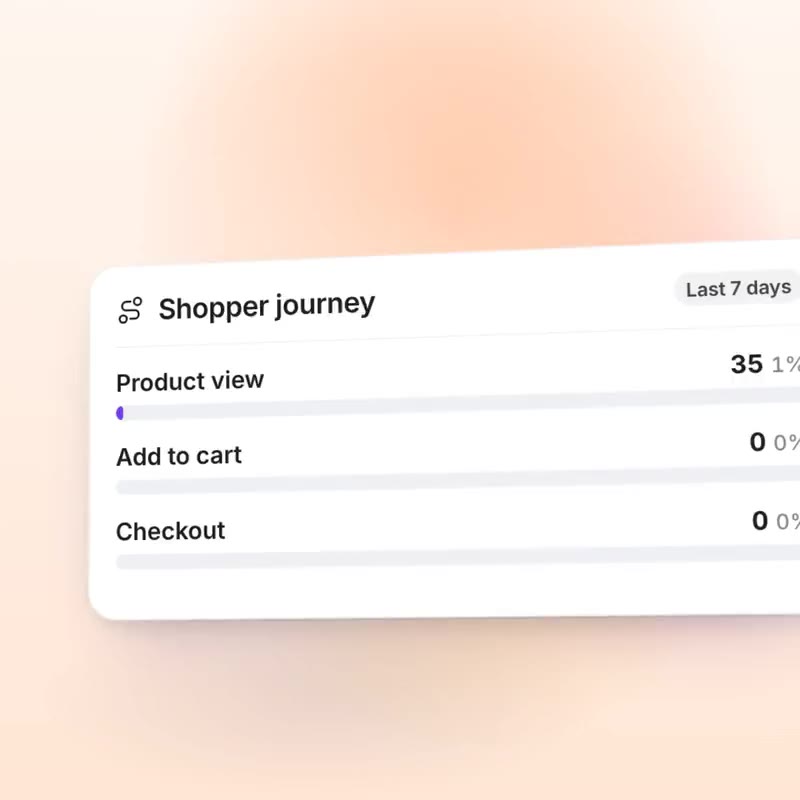 Shopper journey
Last 7 days
Product view
35 1%
Add to cart
0 0%
Checkout
0 0%